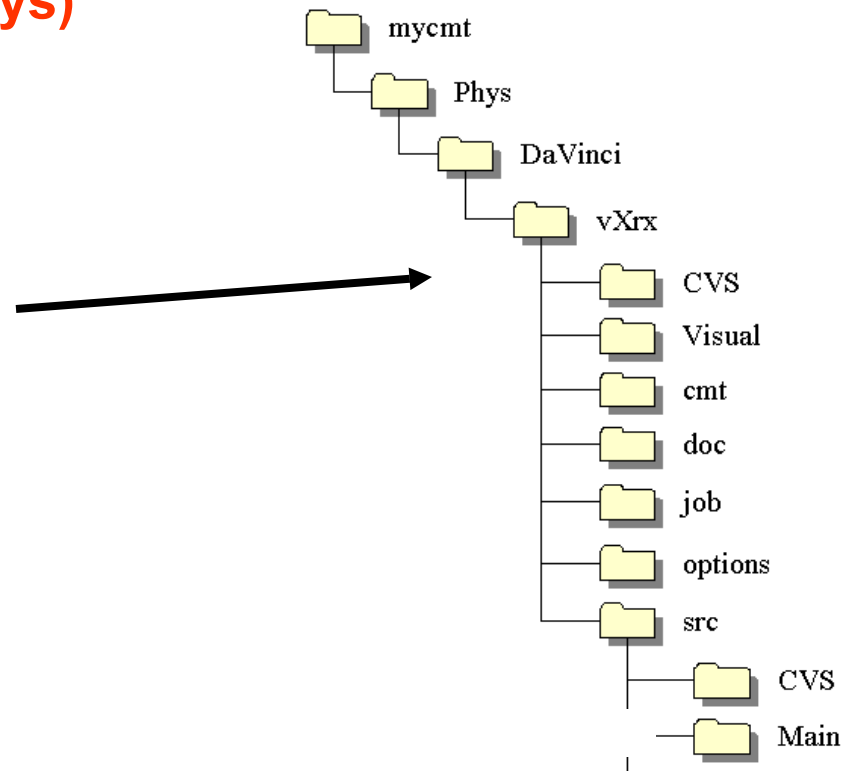 ys)
mycmt
Phys
DaVinci
vXrx
CVS
Visual
cmt
doc
job
options
src
CVS
Main